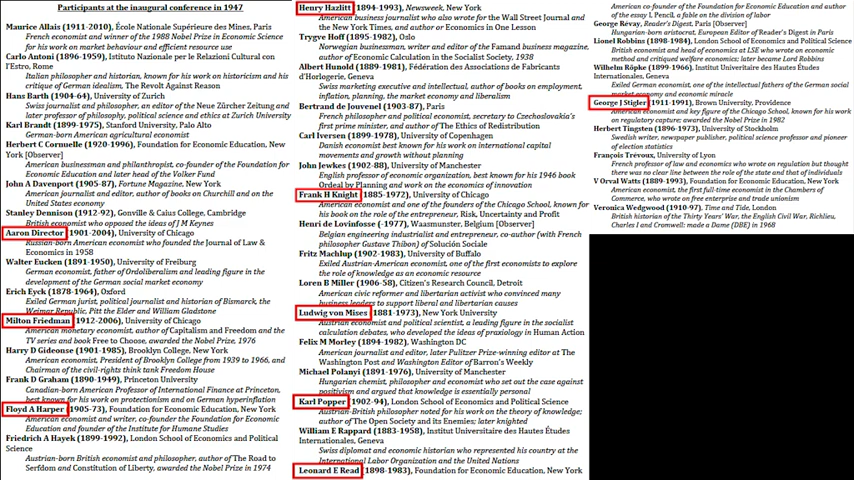 Participants at the inaugural conference in 1947
Maurice Allais (1911-2010), École Nationale Supérieure des Mines, Paris
French economist and winner of the 1988 Nobel Prize in Economic Science
for his work on market behaviour and efficient resource use
Carlo Antoni (1896-1959), Istituto Nazionale per le Relazioni Cultural con
l'Estro, Rome
Italian philosopher and historian, known for his work on historicism and his
critique of German idealism, The Revolt Against Reason
Hans Barth (1904-64), University of Zurich
Swiss journalist and philosopher, an editor of the Neue Zürcher Zeitung and
later professor of philosophy, political science and ethics at Zurich University
Karl Brandt (1899-1975), Stanford University, Palo Alto
German-born American agricultural economist
Herbert C Cornuelle (1920-1996), Foundation for Economic Education, New
York [Observer]
American businessman and philanthropist, co-founder of the Foundation for
Economic Education and later head of the Volker Fund
John A Davenport (1905-87), Fortune Magazine, New York
American journalist and editor, author of books on Churchill and on the
United States economy
Stanley Dennison (1912-92), Gonville & Caius College, Cambridge
British economist who opposed the ideas of J M Keynes
Aaron Director (1901-2004), University of Chicago
Russian-born American economist who founded the Journal of Law &
Economics in 1958
Walter Eucken (1891-1950), University of Freiburg
German economist, father of Ordoliberalism and leading figure in the
development of the German social market economy
Erich Eyck (1878-1964), Oxford
Exiled German jurist, political journalist and historian of Bismarck, the
Weimar Republic, Pitt the Elder and William Gladstone
Milton Friedman (1912-2006), University of Chicago
American monetary economist, author of Capitalism and Freedom and the
TV series and book Free to Choose, awarded the Nobel Prize, 1976
Harry D Gideonse (1901-1985), Brooklyn College, New York
American economist, President of Brooklyn College from 1939 to 1966, and
Chairman of the civil-rights think tank Freedom House
Frank D Graham (1890-1949), Princeton University
Canadian-born American Professor of International Finance at Princeton,
best known for his work on protectionism and on German hyperinflation
Floyd A Harper (1905-73), Foundation for Economic Education, New York
American economist and writer, co-founder the Foundation for Economic
Education and founder of the Institute for Humane Studies
Friedrich A Hayek (1899-1992), London School of Economics and Political
Science
Austrian-born British economist and philosopher, author of The Road to
Serfdom and Constitution of Liberty, awarded the Nobel Prize in 1974
Henry Hazlitt (1894-1993), Newsweek, New York
American business journalist who also wrote for the Wall Street Journal and
the New York Times, and author or Economics in One Lesson
Trygve Hoff (1895-1982), Oslo
Norwegian businessman, writer and editor of the Famand business magazine,
author of Economic Calculation in the Socialist Society, 1938
Albert Hunold (1889-1981), Fédération des Associations de Fabricants
d'Horlogerie, Geneva
Swiss marketing executive and intellectual, author of books on employment,
inflation, planning, the market economy and liberalism
Bertrand de Jouvenel (1903-87), Paris
French philosopher and political economist, secretary to Czechoslovakia's
first prime minister, and author of The Ethics of Redistribution
Carl Iversen (1899-1978), University of Copenhagen
Danish economist best known for his work on international capital
movements and growth without planning
John Jewkes (1902-88), University of Manchester
English professor of economic organization, best known for his 1946 book
Ordeal by Planning and work on the economics of innovation
Frank H Knight (1885-1972), University of Chicago
American economist and one of the founders of the Chicago School, known for
his book on the role of the entrepreneur, Risk, Uncertainty and Profit
Henri de Lovinfosse (-1977), Waasmunster, Belgium [Observer]
Belgian engineering industrialist and entrepreneur, co-author (with French
philosopher Gustave Thibon) of Solución Sociale
Fritz Machlup (1902-1983), University of Buffalo
Exiled Austrian-American economist, one of the first economists to explore
the role of knowledge as an economic resource
Loren B Miller (1906-58), Citizen's Research Council, Detroit
American civic reformer and libertarian activist who convinced many
business leaders to support liberal and libertarian causes
Ludwig von Mises (1881-1973), New York University
Austrian economist and political scientist, a leading figure in the socialist
calculation debates, who developed the ideas of praxiology in Human Action
Felix M Morley (1894-1982), Washington DC
American journalist and editor, later Pulitzer Prize-winning editor at The
Washington Post and Washington Editor of Barron's Weekly
Michael Polanyi (1891-1976), University of Manchester
Hungarian chemist, philosopher and economist who set out the case against
positivism and argued that knowledge is essentially personal
Karl Popper (1902-94), London School of Economics and Political Science
Austrian-British philosopher noted for his work on the theory of knowledge;
author of The Open Society and its Enemies; later knighted
William E Rappard (1883-1958), Institut Universitaire des Hautes Études
Internationales, Geneva
Swiss diplomat and economic historian who represented his country at the
International Labor Organization and the United Nations
Leonard E Read (1898-1983), Foundation for Economic Education, New York
American co-founder of the Foundation for Economic Education and author of
the essay I, Pencil, a fable on the division of labor
George Révay, Reader's Digest, Paris [Observer]
Hungarian-born aristocrat, European Editor of Reader's Digest in Paris
Lionel Robbins (1898-1984), London School of Economics and Political Science
British economist and head of economics at LSE who wrote on economic
method and critiqued welfare economics; later became Lord Robbins
Wilhelm Röpke (1899-1966), Institut Universitaire des Hautes Études
Internationales, Geneva
Exiled German economist, one of the intellectual fathers of the German social
market economy and economic miracle
George J Stigler (1911-1991), Brown University, Providence
American economist and key figure of the Chicago School, known for his work
on regulatory capture; awarded the Nobel Prize in 1982
Herbert Tingsten (1896-1973), University of Stockholm
Swedish writer, newspaper publisher, political science professor and pioneer
of election statistics
François Trévoux, University of Lyon
French professor of law and economics who wrote on regulation but thought
there was no clear line between the role of the state and that of individuals
V Orval Watts (1889-1993), Foundation for Economic Education, New York
American economist, the first full-time economist in the Chambers of
Commerce, who wrote on free enterprise and trade unionism
Veronica Wedgwood (1910-97), Time and Tide, London
British historian of the Thirty Years' War, the English Civil War, Richlieu,
Charles I and Cromwell: made a Dame (DBE) in 1968